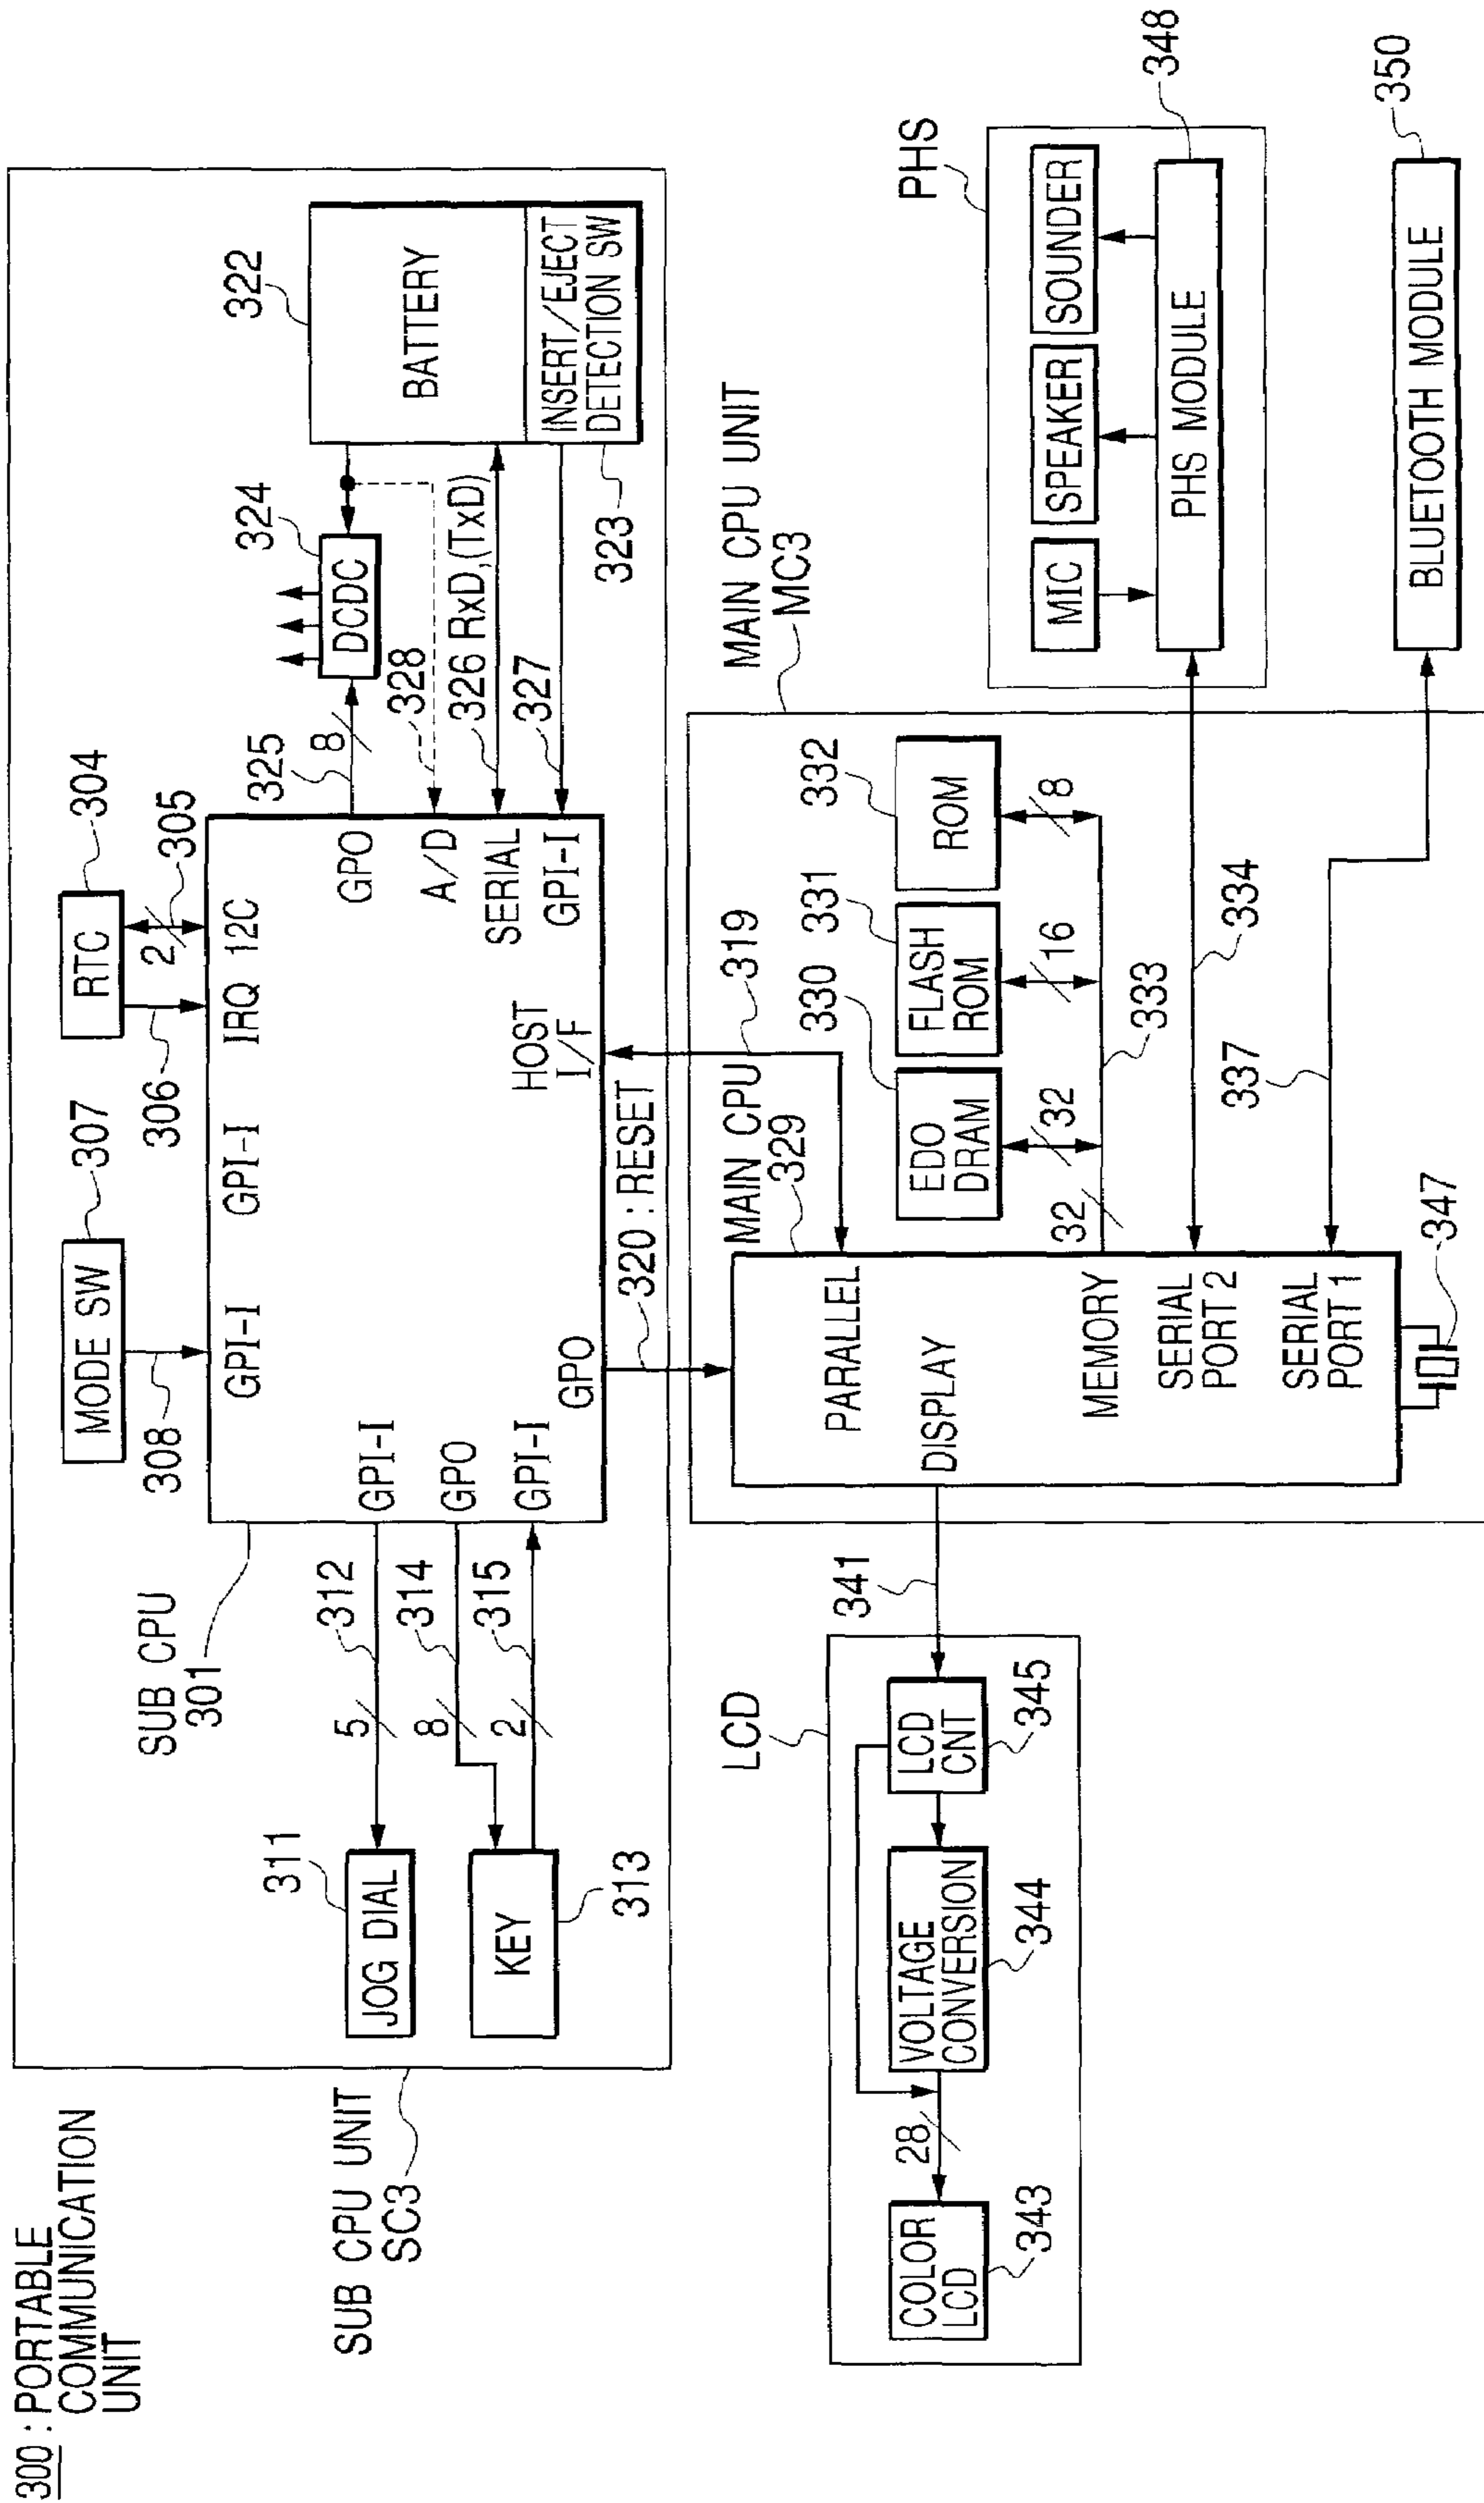 300 : PORTABLE
COMMUNICATION
UNIT
SUB CPU UNIT
SC3
SUB CPU
301
MODE SW
307
308
RTC
304
2
305
306
GPI-I
GPI-I
IRQ
12C
GPI-I
GPO
GPI-I
GPO
HOST
I/F
GPO
A/D
SERIAL
GPI-I
JOG DIAL
311
5
312
KEY
313
8
314
2
315
325
8
DCDC
324
328
326 RxD,(TxD)
327
BATTERY
322
INSERT/EJECT
DETECTION SW
323
320 : RESET
319
MAIN CPU UNIT
MC3
MAIN CPU
329
PARALLEL
DISPLAY
MEMORY
SERIAL
PORT 2
SERIAL
PORT 1
347
EDO
DRAM
330
FLASH
ROM
331
ROM
332
32
32
16
8
333
334
337
341
LCD
LCD
CNT
345
VOLTAGE
CONVERSION
344
28
COLOR
LCD
343
PHS
MIC
SPEAKER
SOUNDER
PHS MODULE
348
BLUETOOTH MODULE
350